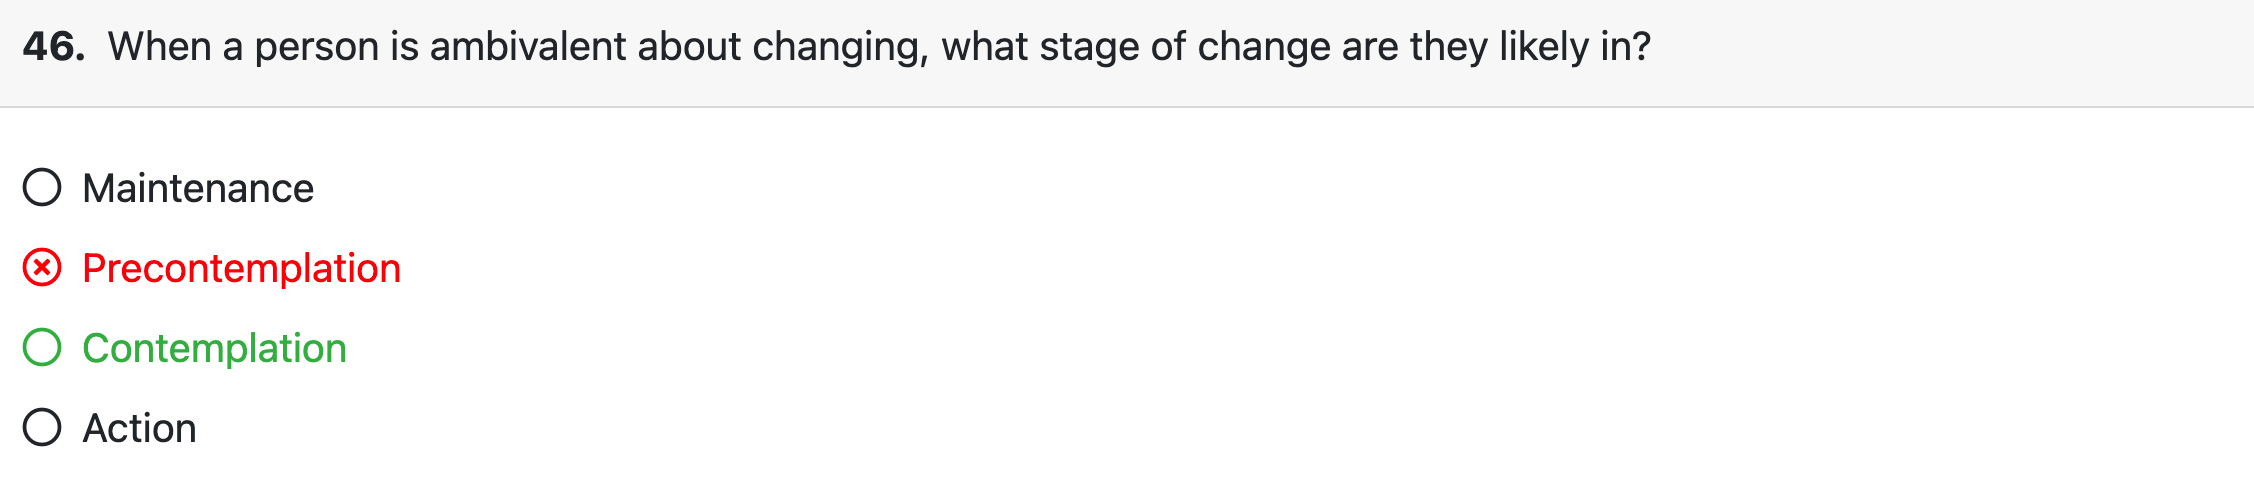 46. When a person is ambivalent about changing, what stage of change are they likely in?
Maintenance
Precontemplation
Contemplation
Action